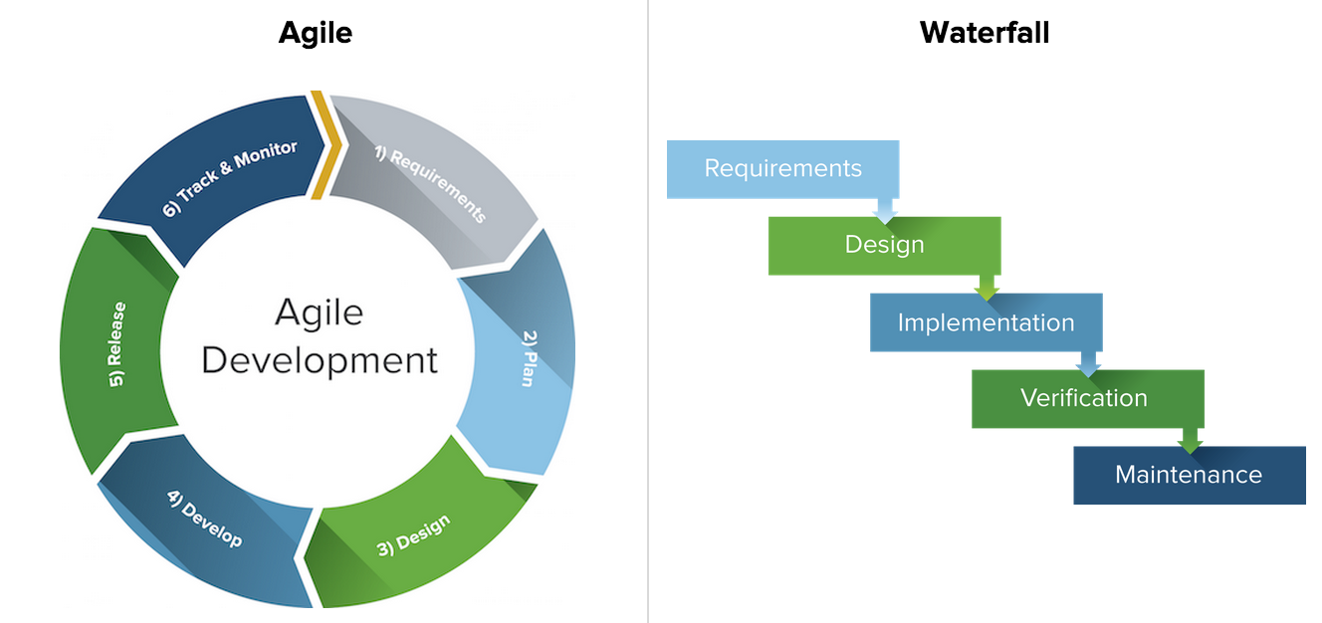 Agile
1) Requirements
2) Plan
3) Design
4) Develop
5) Release
6) Track & Monitor
Agile
Development
Waterfall
Requirements
Design
Implementation
Verification
Maintenance